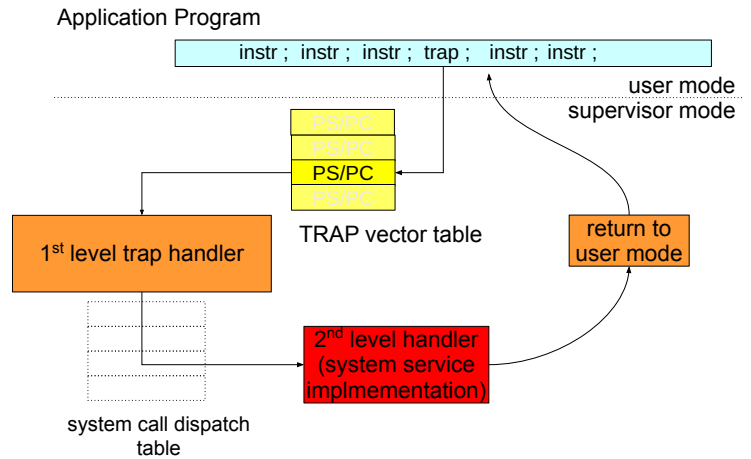 Application Program
instr ; instr ; instr ; trap ; instr ; instr ;
user mode
supervisor mode
PS/PC
PS/PC
PS/PC
PS/PC
TRAP vector table
1st level trap handler
return to
user mode
2nd level handler
(system service
implmementation)
system call dispatch
table